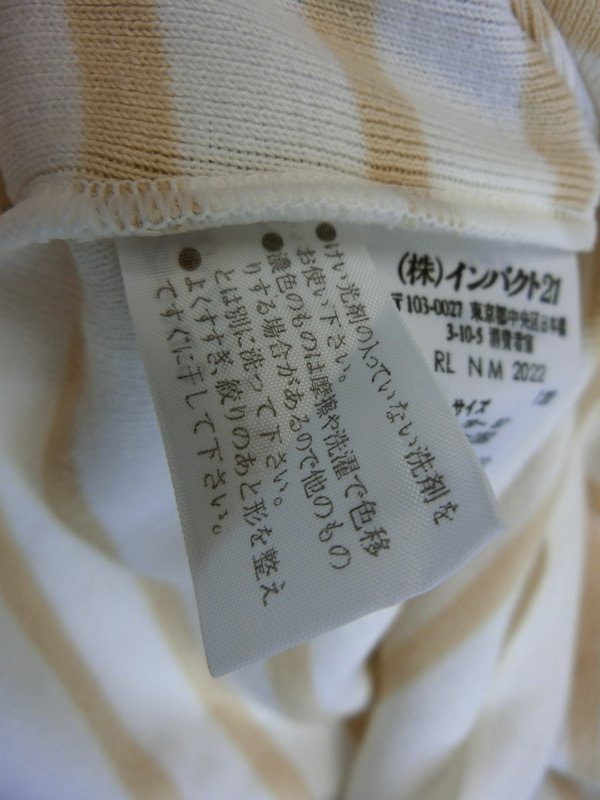 ●けい光剤の入っていない洗剤を
お使い下さい。
●濃色のものは摩擦や洗濯で色移
りする場合があるので他のもの
とは別に洗って下さい。
●よくすすぎ、絞りのあと形を整え
てすぐに干して下さい。
(株)インパクト21
〒103-0027 東京都中央区日本橋
3-10-5 消費者室
RL NM 2022
サイズ